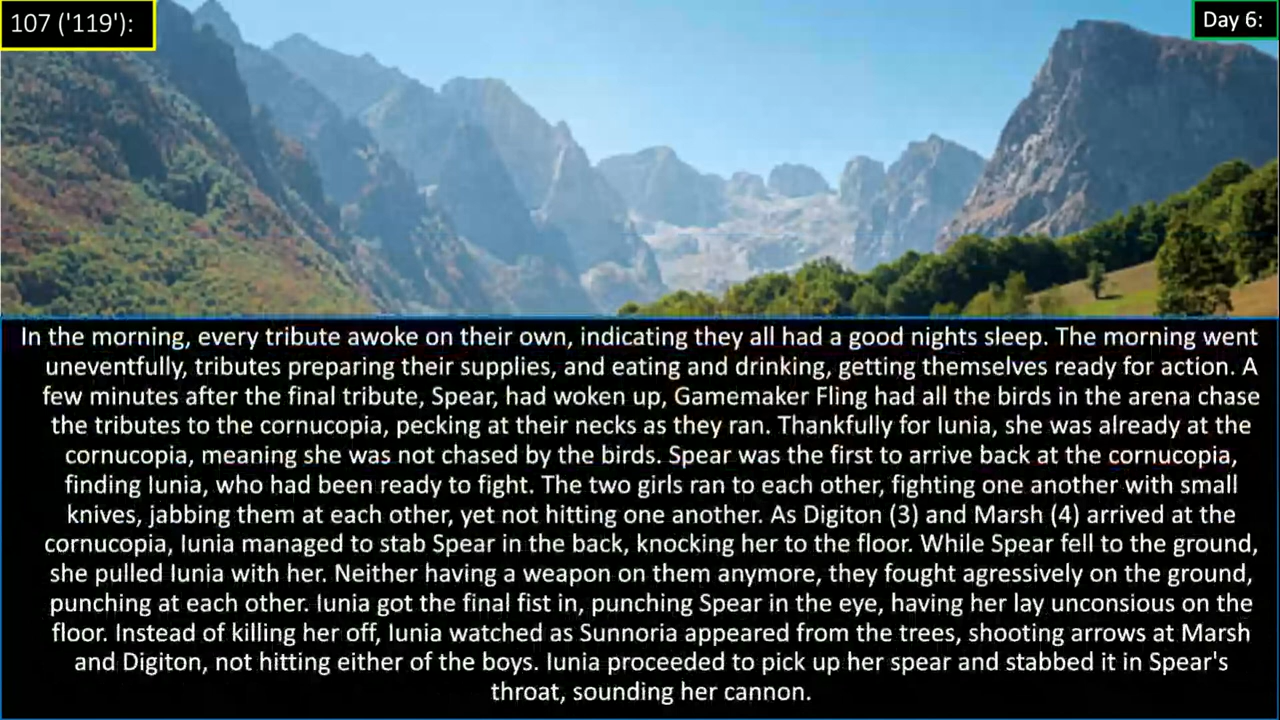 107 ('119'):
Day 6:
In the morning, every tribute awoke on their own, indicating they all had a good nights sleep. The morning went
uneventfully, tributes preparing their supplies, and eating and drinking, getting themselves ready for action. A
few minutes after the final tribute, Spear, had woken up, Gamemaker Fling had all the birds in the arena chase
the tributes to the cornucopia, pecking at their necks as they ran. Thankfully for Iunia, she was already at the
cornucopia, meaning she was not chased by the birds. Spear was the first to arrive back at the cornucopia,
finding Iunia, who had been ready to fight. The two girls ran to each other, fighting one another with small
knives, jabbing them at each other, yet not hitting one another. As Digiton (3) and Marsh (4) arrived at the
cornucopia, Iunia managed to stab Spear in the back, knocking her to the floor. While Spear fell to the ground,
she pulled Iunia with her. Neither having a weapon on them anymore, they fought agressively on the ground,
punching at each other. Iunia got the final fist in, punching Spear in the eye, having her lay unconsious on the
floor. Instead of killing her off, Iunia watched as Sunnoria appeared from the trees, shooting arrows at Marsh
and Digiton, not hitting either of the boys. Iunia proceeded to pick up her spear and stabbed it in Spear's
throat, sounding her cannon.